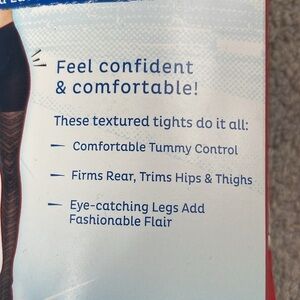 Feel confident
& comfortable!
These textured tights do it all:
— Comfortable Tummy Control
— Firms Rear, Trims Hips & Thighs
— Eye-catching Legs Add
Fashionable Flair